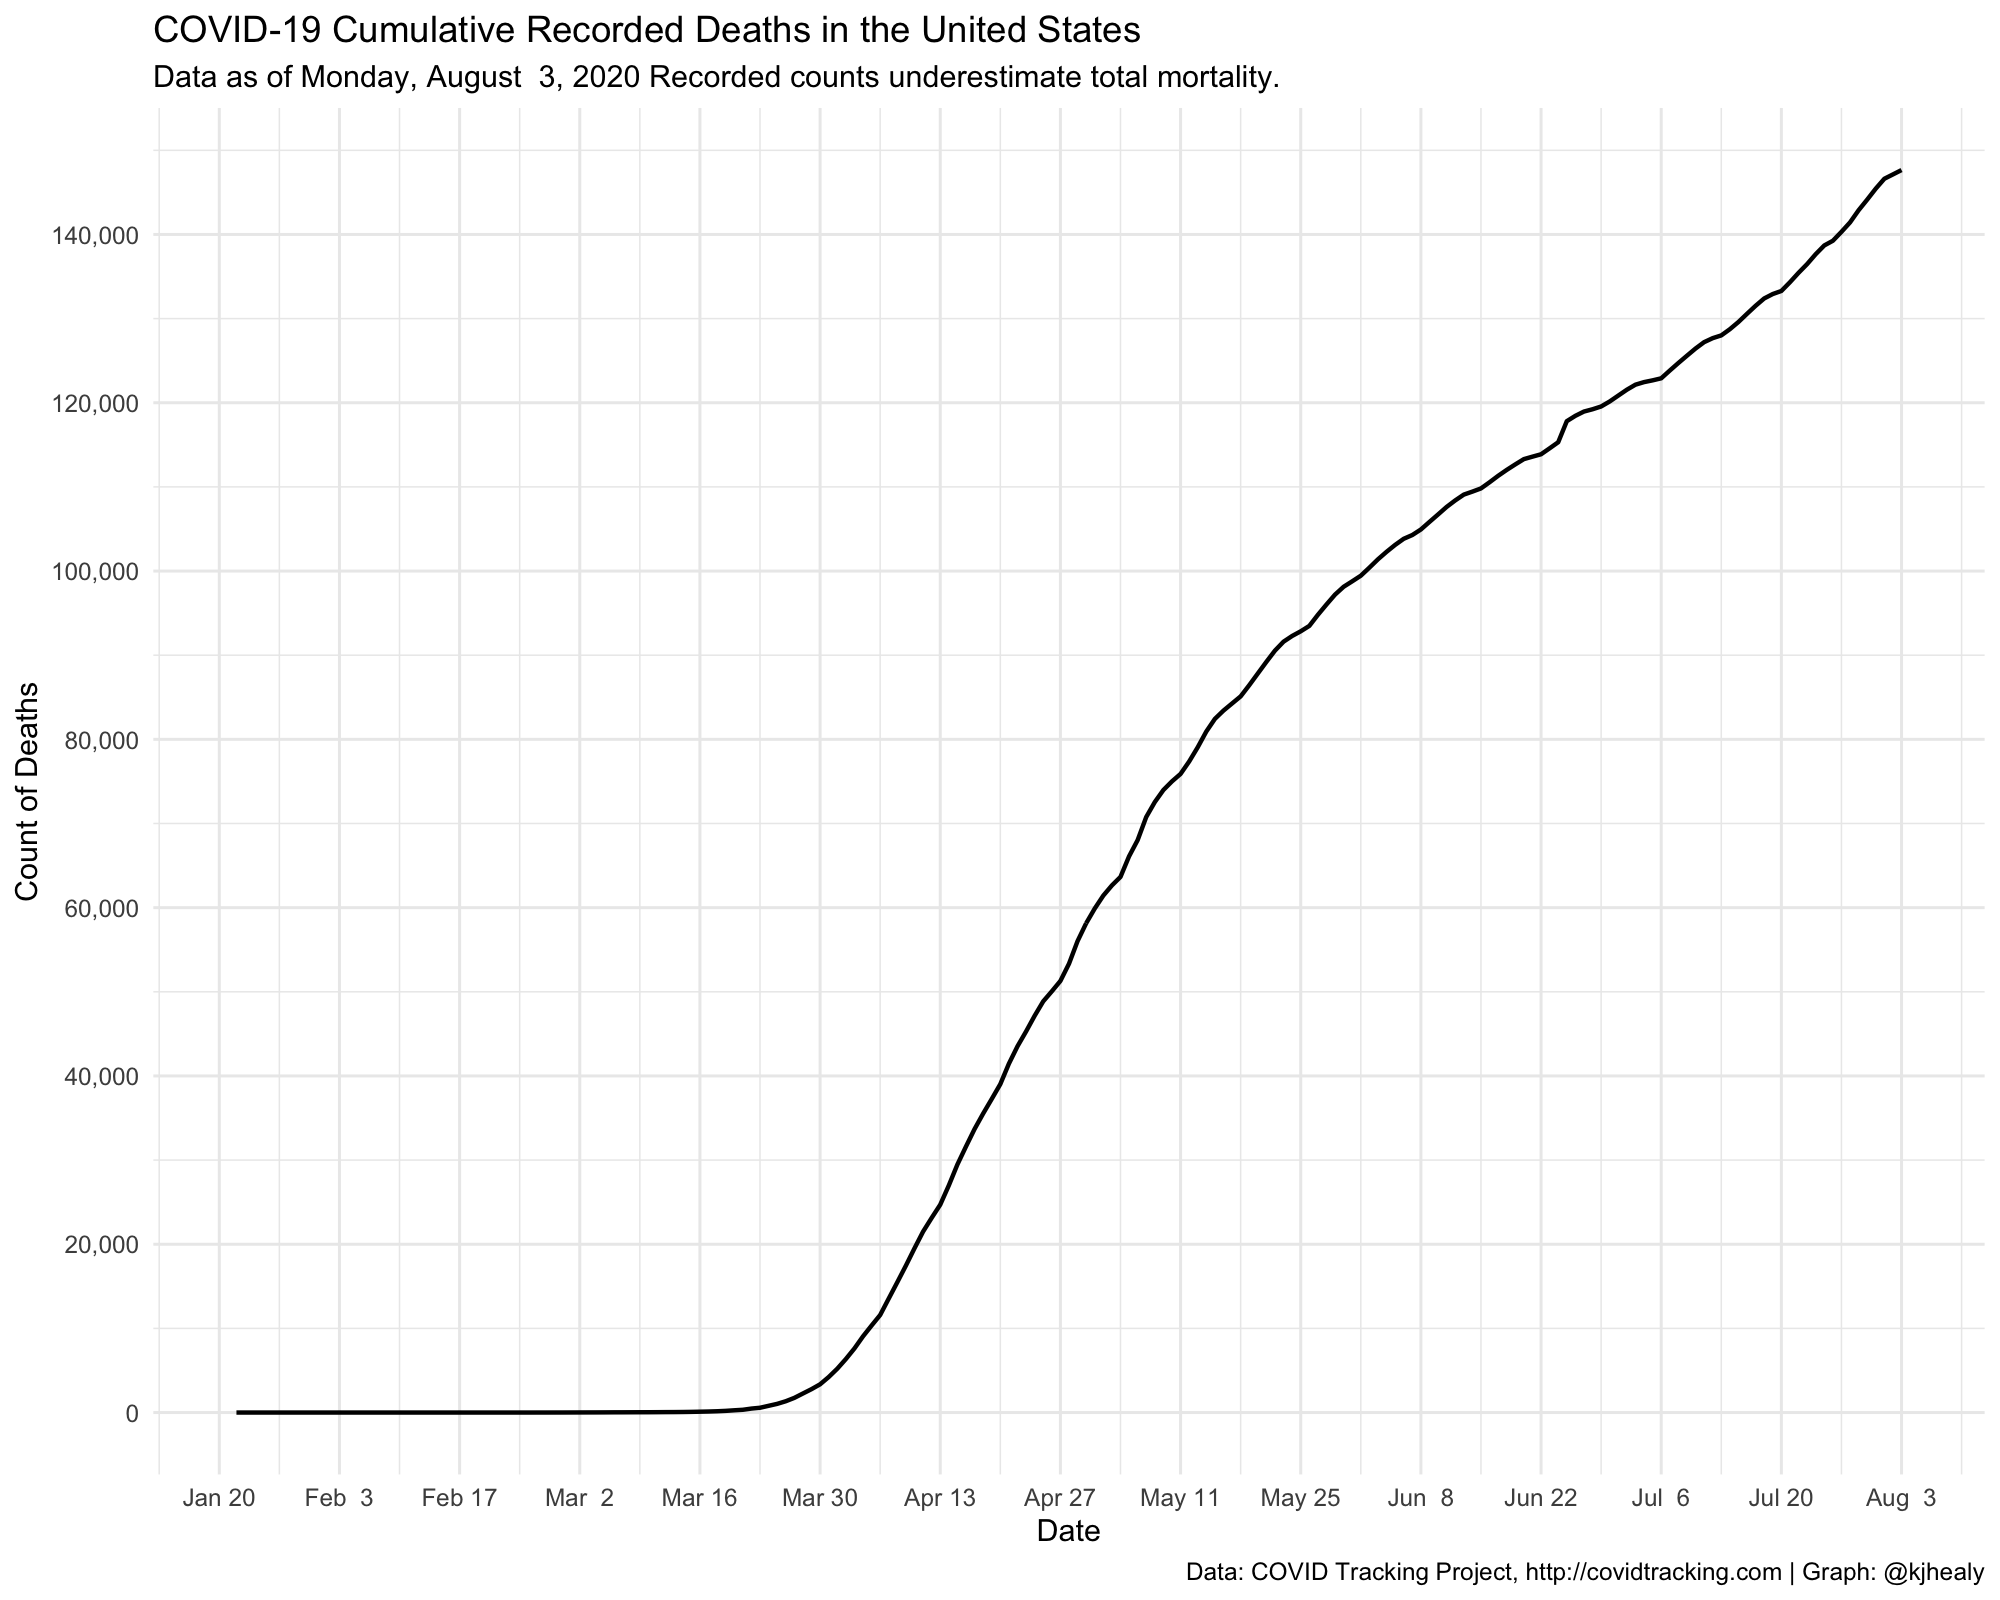 COVID-19 Cumulative Recorded Deaths in the United States
Data as of Monday, August  3, 2020 Recorded counts underestimate total mortality.
140,000
120,000
100,000
80,000
60,000
40,000
20,000
0
Count of Deaths
Jan 20 Feb  3 Feb 17 Mar  2 Mar 16 Mar 30 Apr 13 Apr 27 May 11 May 25 Jun  8 Jun 22 Jul  6 Jul 20 Aug  3
Date
Data: COVID Tracking Project, http://covidtracking.com | Graph: @kjhealy